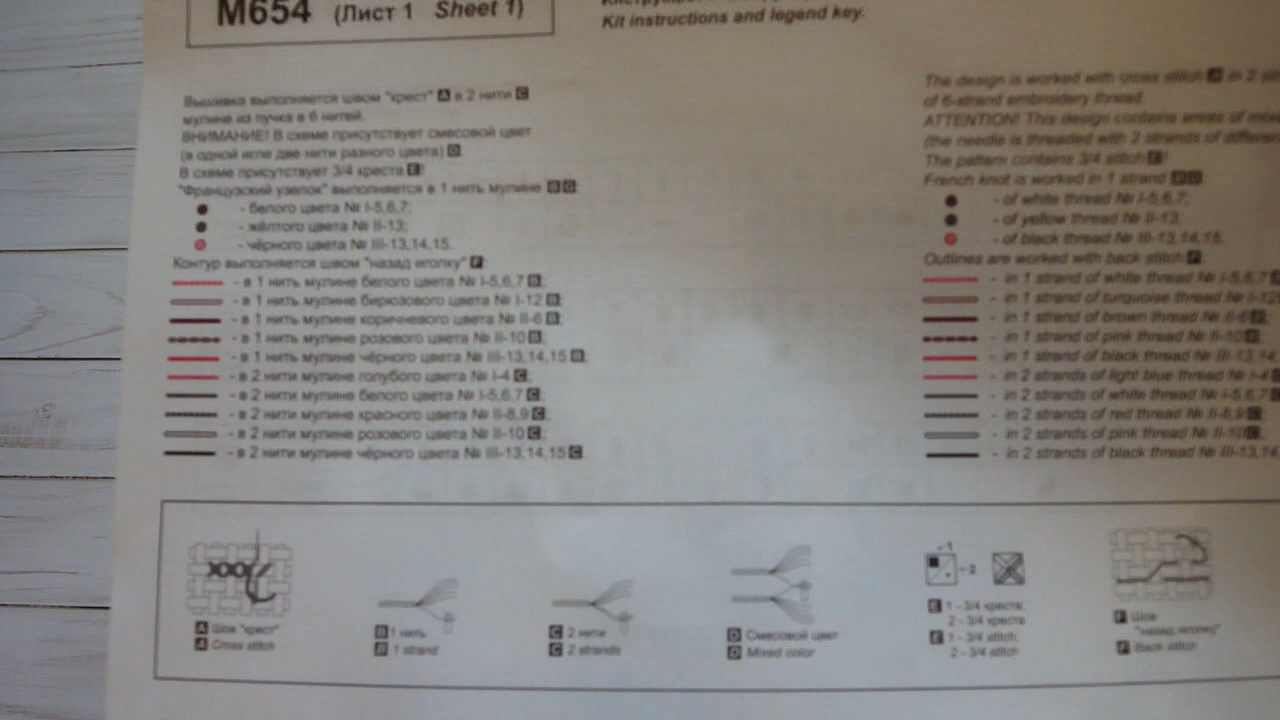 М654 (Лист 1 Sheet 1)
Kit instructions and legend key.
Вышивка выполняется швом "крест" A в 2 нити C
мулине из пучка в 6 нитей.
ВНИМАНИЕ! В схеме присутствует смесовой цвет
(в одной игле две нити разного цвета) D.
В схеме присутствует 3/4 креста E!
"Французский узелок" выполняется в 1 нить мулине B G:
- белого цвета № I-5,6,7;
- жёлтого цвета № II-13;
- чёрного цвета № III-13,14,15.
Контур выполняется швом "назад иголку" F:
- в 1 нить мулине белого цвета № I-5,6,7 B;
- в 1 нить мулине бирюзового цвета № I-12 B;
- в 1 нить мулине коричневого цвета № II-6 B;
- в 1 нить мулине розового цвета № II-10 B;
- в 1 нить мулине чёрного цвета № III-13,14,15 B;
- в 2 нити мулине голубого цвета № I-4 C;
- в 2 нити мулине белого цвета № I-5,6,7 C;
- в 2 нити мулине красного цвета № II-8,9 C;
- в 2 нити мулине розового цвета № II-10 C;
- в 2 нити мулине чёрного цвета № III-13,14,15 C.
The design is worked with cross stitch A in 2
of 6-strand embroidery thread.
ATTENTION! This design contains areas of
(the needle is threaded with 2 strands of
The pattern contains 3/4 stitch E!
French knot is worked in 1 strand
- of white thread № I-5,6,7;
- of yellow thread № II-13;
- of black thread № III-13,14,15.
Outlines are worked with back stitch F:
- in 1 strand of white thread № I-5,6,7
- in 1 strand of turquoise thread № I-12
- in 1 strand of brown thread № II-6
- in 1 strand of pink thread № II-10
- in 1 strand of black thread № III-13,14,
- in 2 strands of light blue thread № I-4
- in 2 strands of white thread № I-5,6,7
- in 2 strands of red thread № II-8,9
- in 2 strands of pink thread № II-10
- in 2 strands of black thread № III-13,14,
A Шов "крест"
A Cross stitch
B 1 нить
B 1 strand
C 2 нити
C 2 strands
D Смесовой цвет
D Mixed color
1
2
E 1 - 3/4 креста
2 - 3/4 креста
E 1 - 3/4 stitch
2 - 3/4 stitch
F Шов
"назад иголку"
F Back stitch